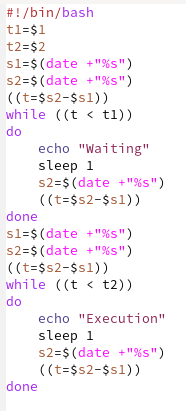 #!/bin/bash
t1=$1
t2=$2
s1=$(date +"%s")
s2=$(date +"%s")
((t=$s2-$s1))
while ((t < t1))
do
    echo "Waiting"
    sleep 1
    s2=$(date +"%s")
    ((t=$s2-$s1))
done
s1=$(date +"%s")
s2=$(date +"%s")
((t=$s2-$s1))
while ((t < t2))
do
    echo "Execution"
    sleep 1
    s2=$(date +"%s")
    ((t=$s2-$s1))
done